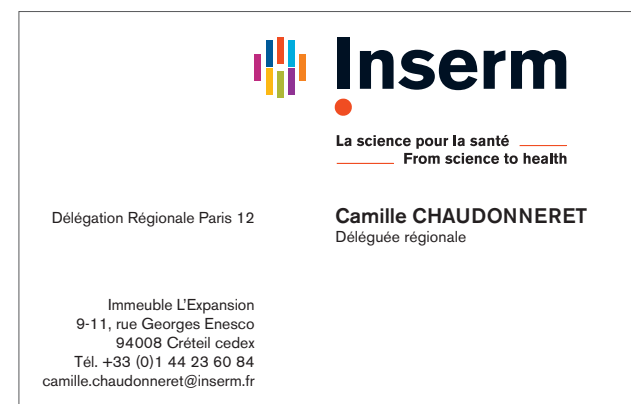 Inserm
La science pour la santé
From science to health
Délégation Régionale Paris 12
Camille CHAUDONNERET
Déléguée régionale
Immeuble L'Expansion
9-11, rue Georges Enesco
94008 Créteil cedex
Tél. +33 (0)1 44 23 60 84
camille.chaudonneret@inserm.fr